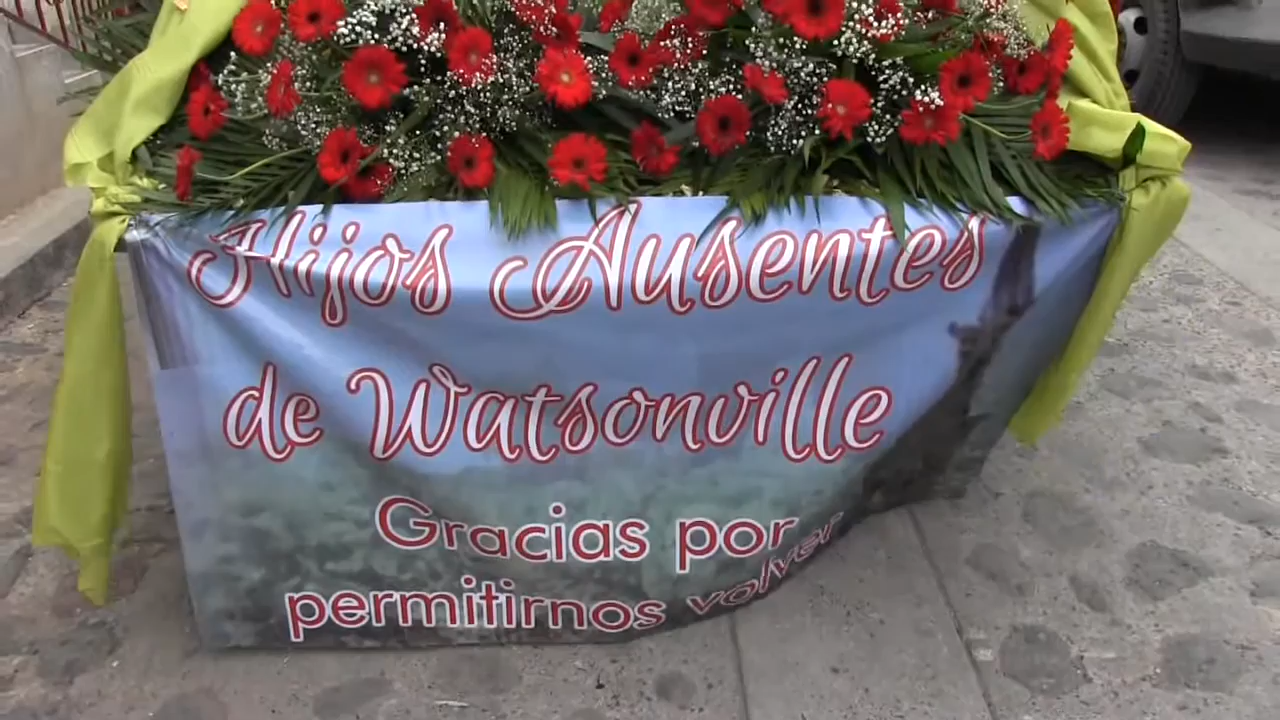 Hijos Ausentes
de Watsonville
Gracias por
permitirnos volver